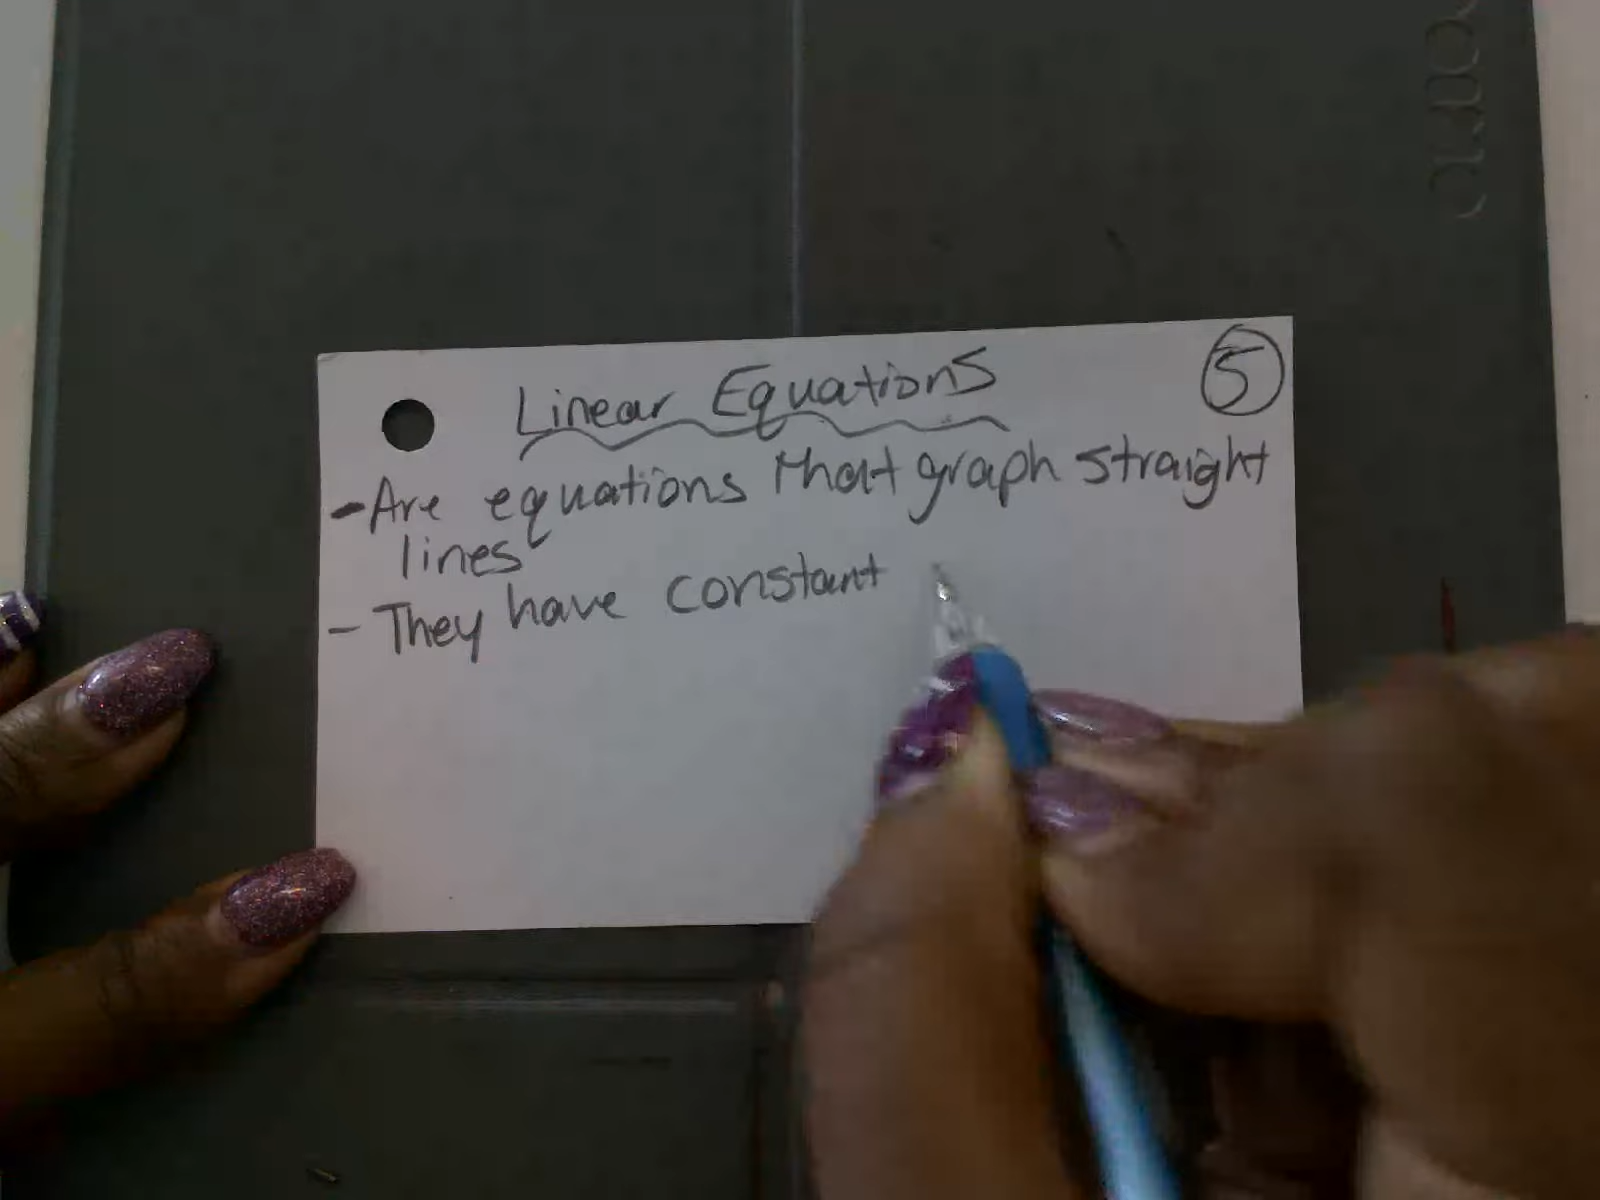 Linear Equations
5
- Are equations that graph straight
lines
- They have constant